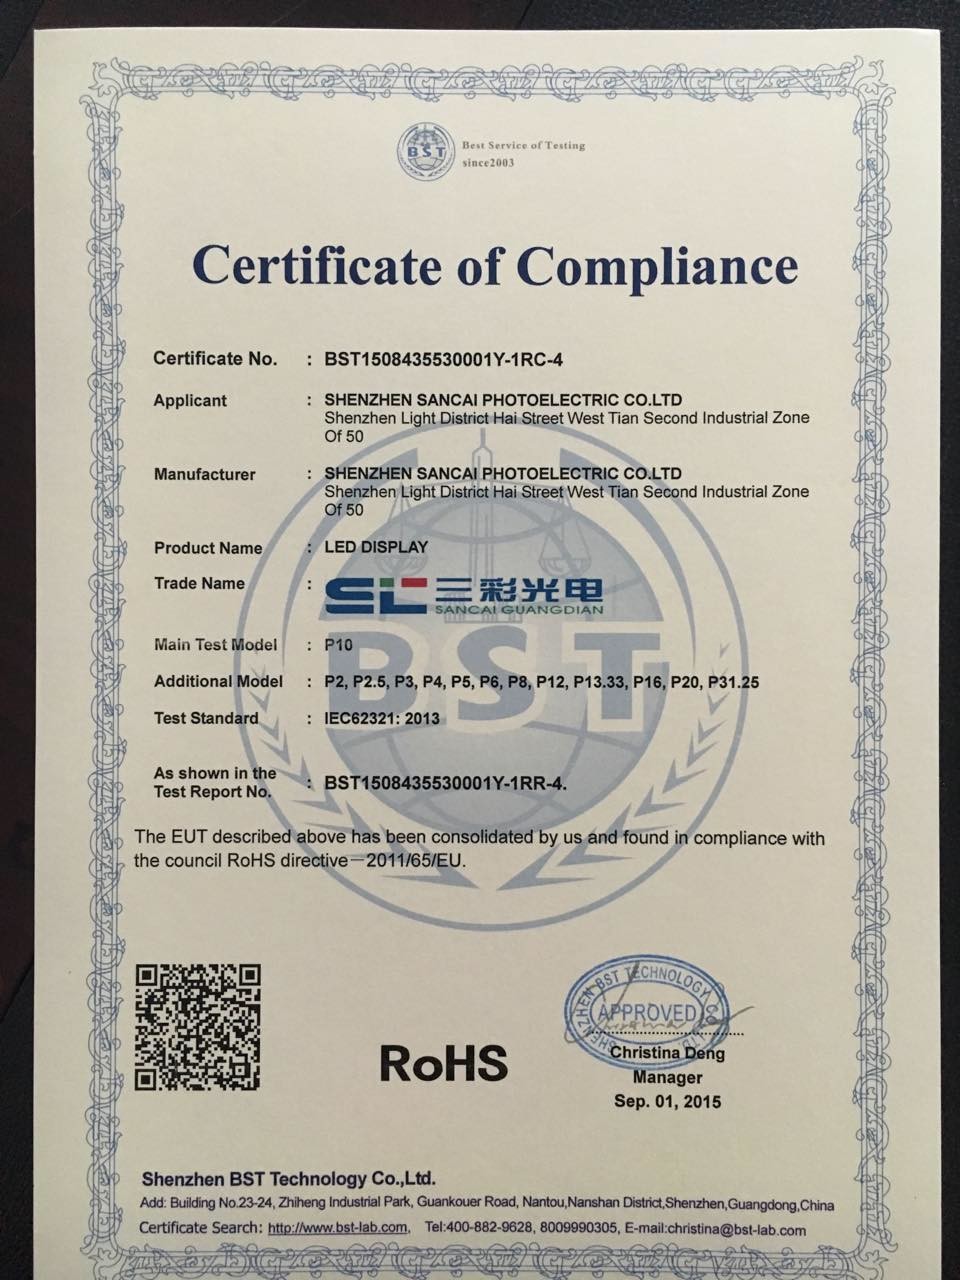 BST
Best Service of Testing
since2003
Certificate of Compliance
Certificate No. : BST1508435530001Y-1RC-4
Applicant : SHENZHEN SANCAI PHOTOELECTRIC CO.LTD
Shenzhen Light District Hai Street West Tian Second Industrial Zone
Of 50
Manufacturer : SHENZHEN SANCAI PHOTOELECTRIC CO.LTD
Shenzhen Light District Hai Street West Tian Second Industrial Zone
Of 50
Product Name : LED DISPLAY
Trade Name : SC 三彩光电
SANCAI GUANGDIAN
BST
Main Test Model : P10
Additional Model : P2, P2.5, P3, P4, P5, P6, P8, P12, P13.33, P16, P20, P31.25
Test Standard : IEC62321: 2013
As shown in the
Test Report No. : BST1508435530001Y-1RR-4.
The EUT described above has been consolidated by us and found in compliance with
the council RoHS directive—2011/65/EU.
SHENZHEN BST TECHNOLOGY CO., LTD.
APPROVED
RoHS
Christina Deng
Manager
Sep. 01, 2015
Shenzhen BST Technology Co.,Ltd.
Add: Building No.23-24, Zhiheng Industrial Park, Guankouer Road, Nantou,Nanshan District,Shenzhen,Guangdong,China
Certificate Search: http://www.bst-lab.com, Tel:400-882-9628, 8009990305, E-mail:christina@bst-lab.com